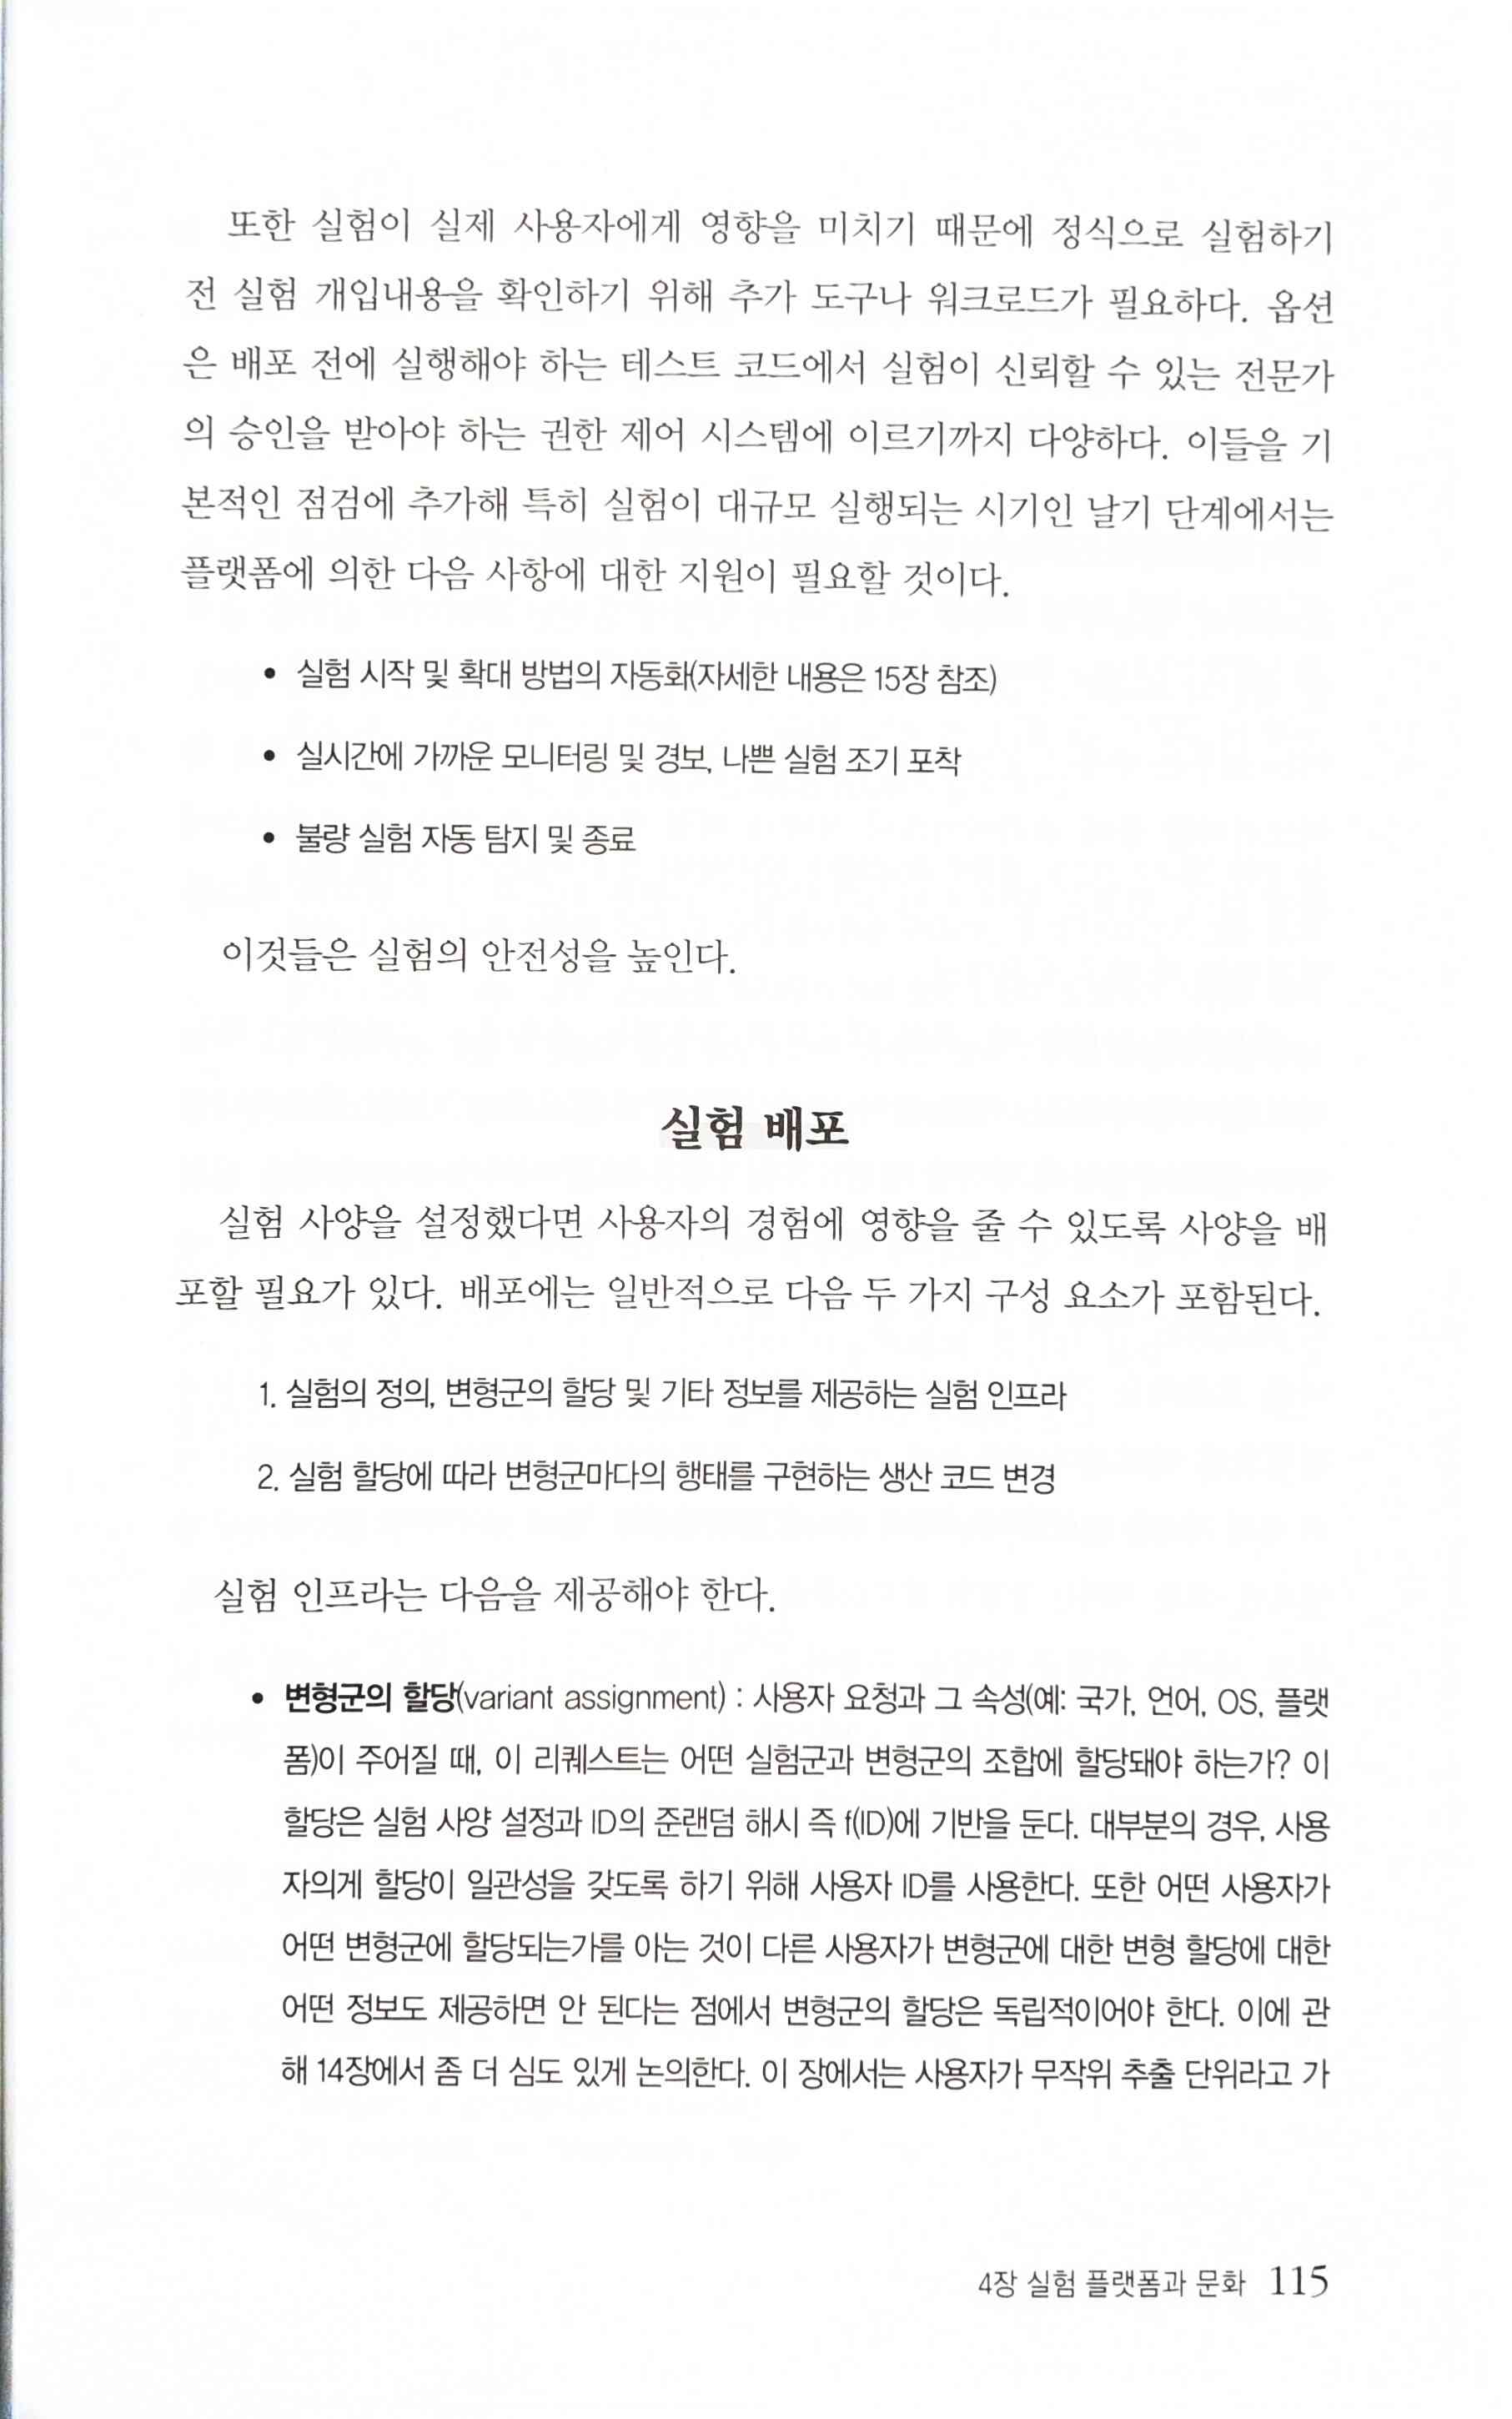 또한 실험이 실제 사용자에게 영향을 미치기 때문에 정식으로 실험하기
전 실험 개입내용을 확인하기 위해 추가 도구나 워크로드가 필요하다. 옵션
은 배포 전에 실행해야 하는 테스트 코드에서 실험이 신뢰할 수 있는 전문가
의 승인을 받아야 하는 권한 제어 시스템에 이르기까지 다양하다. 이들을 기
본적인 점검에 추가해 특히 실험이 대규모 실행되는 시기인 날기 단계에서는
플랫폼에 의한 다음 사항에 대한 지원이 필요할 것이다.
• 실험 시작 및 확대 방법의 자동화(자세한 내용은 15장 참조)
• 실시간에 가까운 모니터링 및 경보, 나쁜 실험 조기 포착
• 불량 실험 자동 탐지 및 종료
이것들은 실험의 안전성을 높인다.
실험 배포
실험 사양을 설정했다면 사용자의 경험에 영향을 줄 수 있도록 사양을 배
포할 필요가 있다. 배포에는 일반적으로 다음 두 가지 구성 요소가 포함된다.
1. 실험의 정의, 변형군의 할당 및 기타 정보를 제공하는 실험 인프라
2. 실험 할당에 따라 변형군마다의 행태를 구현하는 생산 코드 변경
실험 인프라는 다음을 제공해야 한다.
• 변형군의 할당(variant assignment) : 사용자 요청과 그 속성(예: 국가, 언어, OS, 플랫
폼)이 주어질 때, 이 리퀘스트는 어떤 실험군과 변형군의 조합에 할당돼야 하는가? 이
할당은 실험 사양 설정과 ID의 준랜덤 해시 즉 f(ID)에 기반을 둔다. 대부분의 경우, 사용
자의게 할당이 일관성을 갖도록 하기 위해 사용자 ID를 사용한다. 또한 어떤 사용자가
어떤 변형군에 할당되는가를 아는 것이 다른 사용자가 변형군에 대한 변형 할당에 대한
어떤 정보도 제공하면 안 된다는 점에서 변형군의 할당은 독립적이어야 한다. 이에 관
해 14장에서 좀 더 심도 있게 논의한다. 이 장에서는 사용자가 무작위 추출 단위라고 가
4장 실험 플랫폼과 문화 115